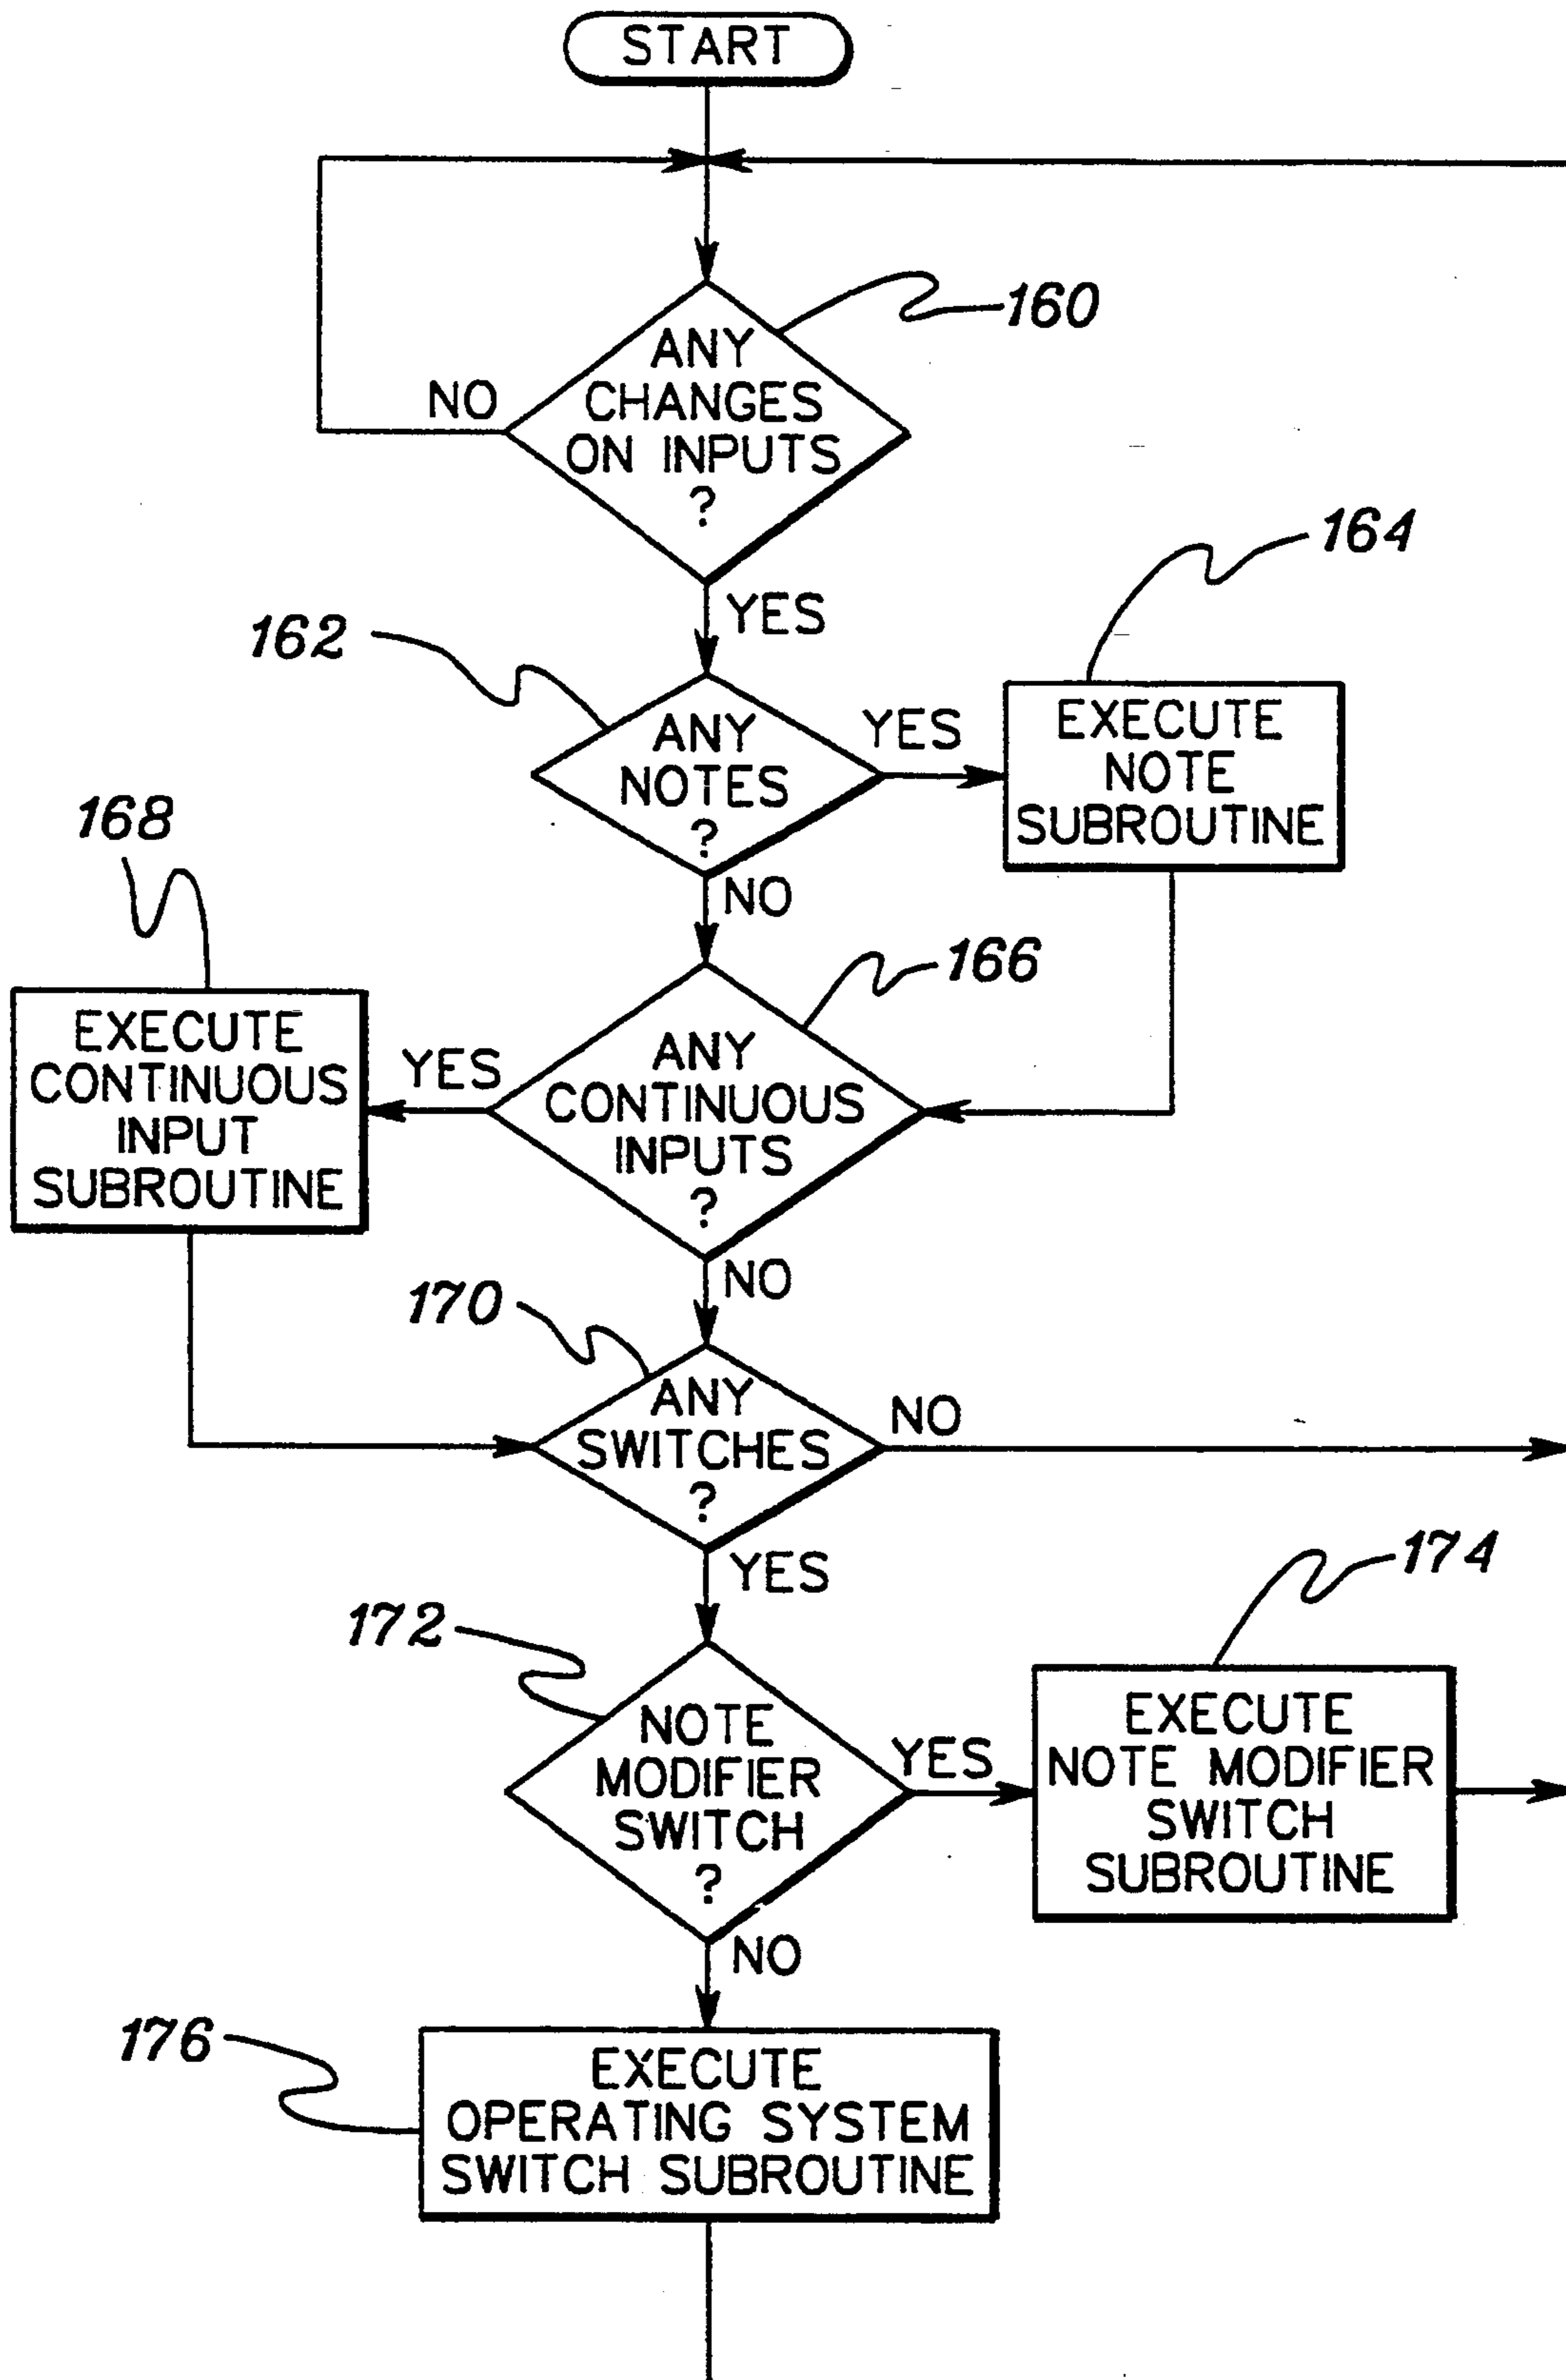 START
160
ANY
CHANGES
ON INPUTS
?
NO
YES
164
162
ANY
NOTES
?
YES
EXECUTE
NOTE
SUBROUTINE
NO
168
166
EXECUTE
CONTINUOUS
INPUT
SUBROUTINE
YES
ANY
CONTINUOUS
INPUTS
?
NO
170
ANY
SWITCHES
?
NO
YES
174
172
NOTE
MODIFIER
SWITCH
?
YES
EXECUTE
NOTE MODIFIER
SWITCH
SUBROUTINE
NO
176
EXECUTE
OPERATING SYSTEM
SWITCH SUBROUTINE